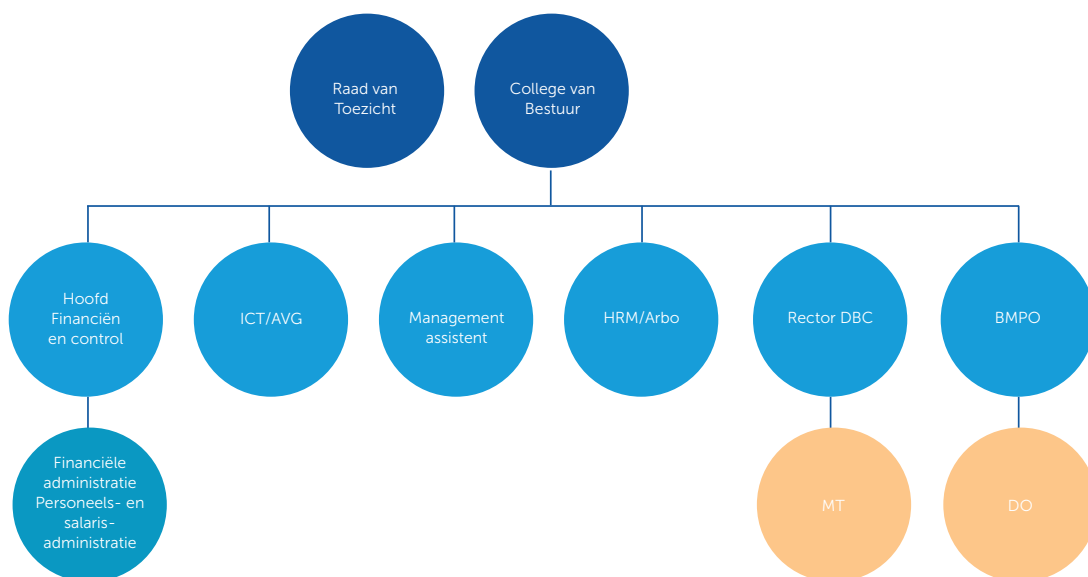 Raad van
Toezicht
College van
Bestuur
Hoofd
Financiën
en control
ICT/AVG
Management
assistent
HRM/Arbo
Rector DBC
BMPO
Financiële
administratie
Personeels- en
salaris-
administratie
MT
DO